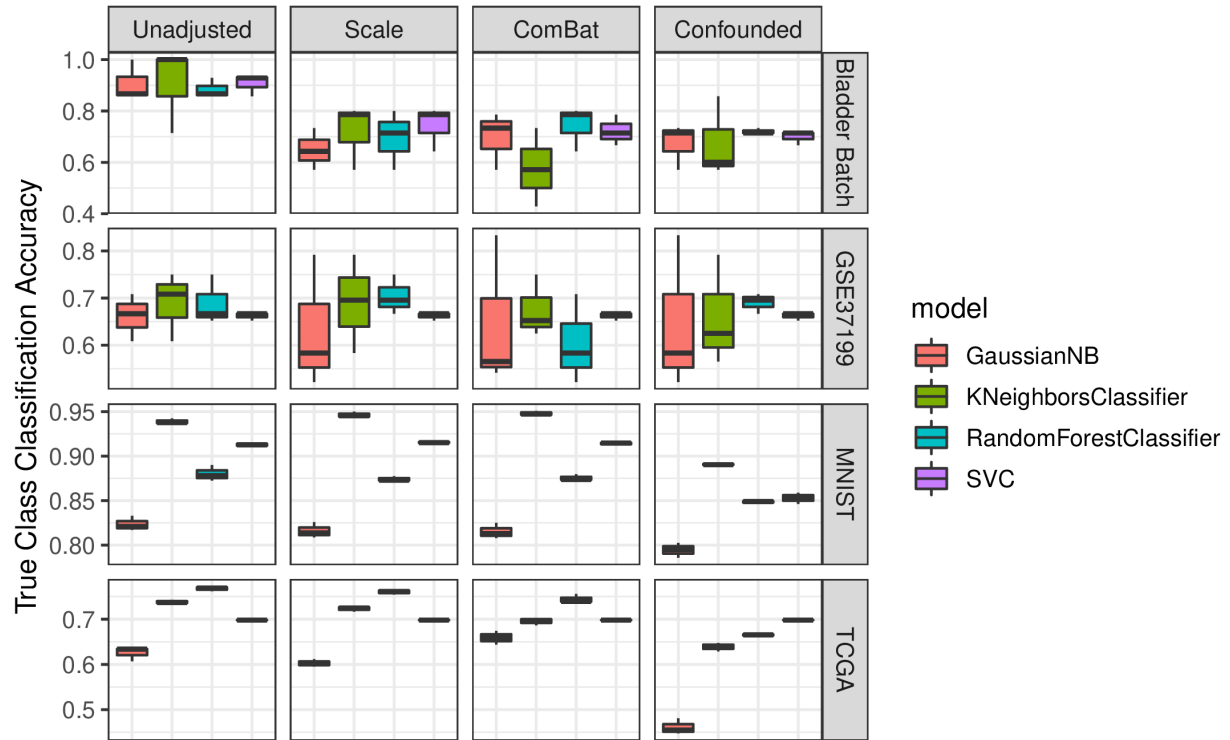 Unadjusted Scale ComBat Confounded
True Class Classification Accuracy
1.0
0.8
0.6
0.4
Bladder Batch
0.8
0.7
0.6
GSE37199
0.95
0.90
0.85
0.80
MNIST
0.7
0.6
0.5
TCGA
model
GaussianNB
KNeighborsClassifier
RandomForestClassifier
SVC